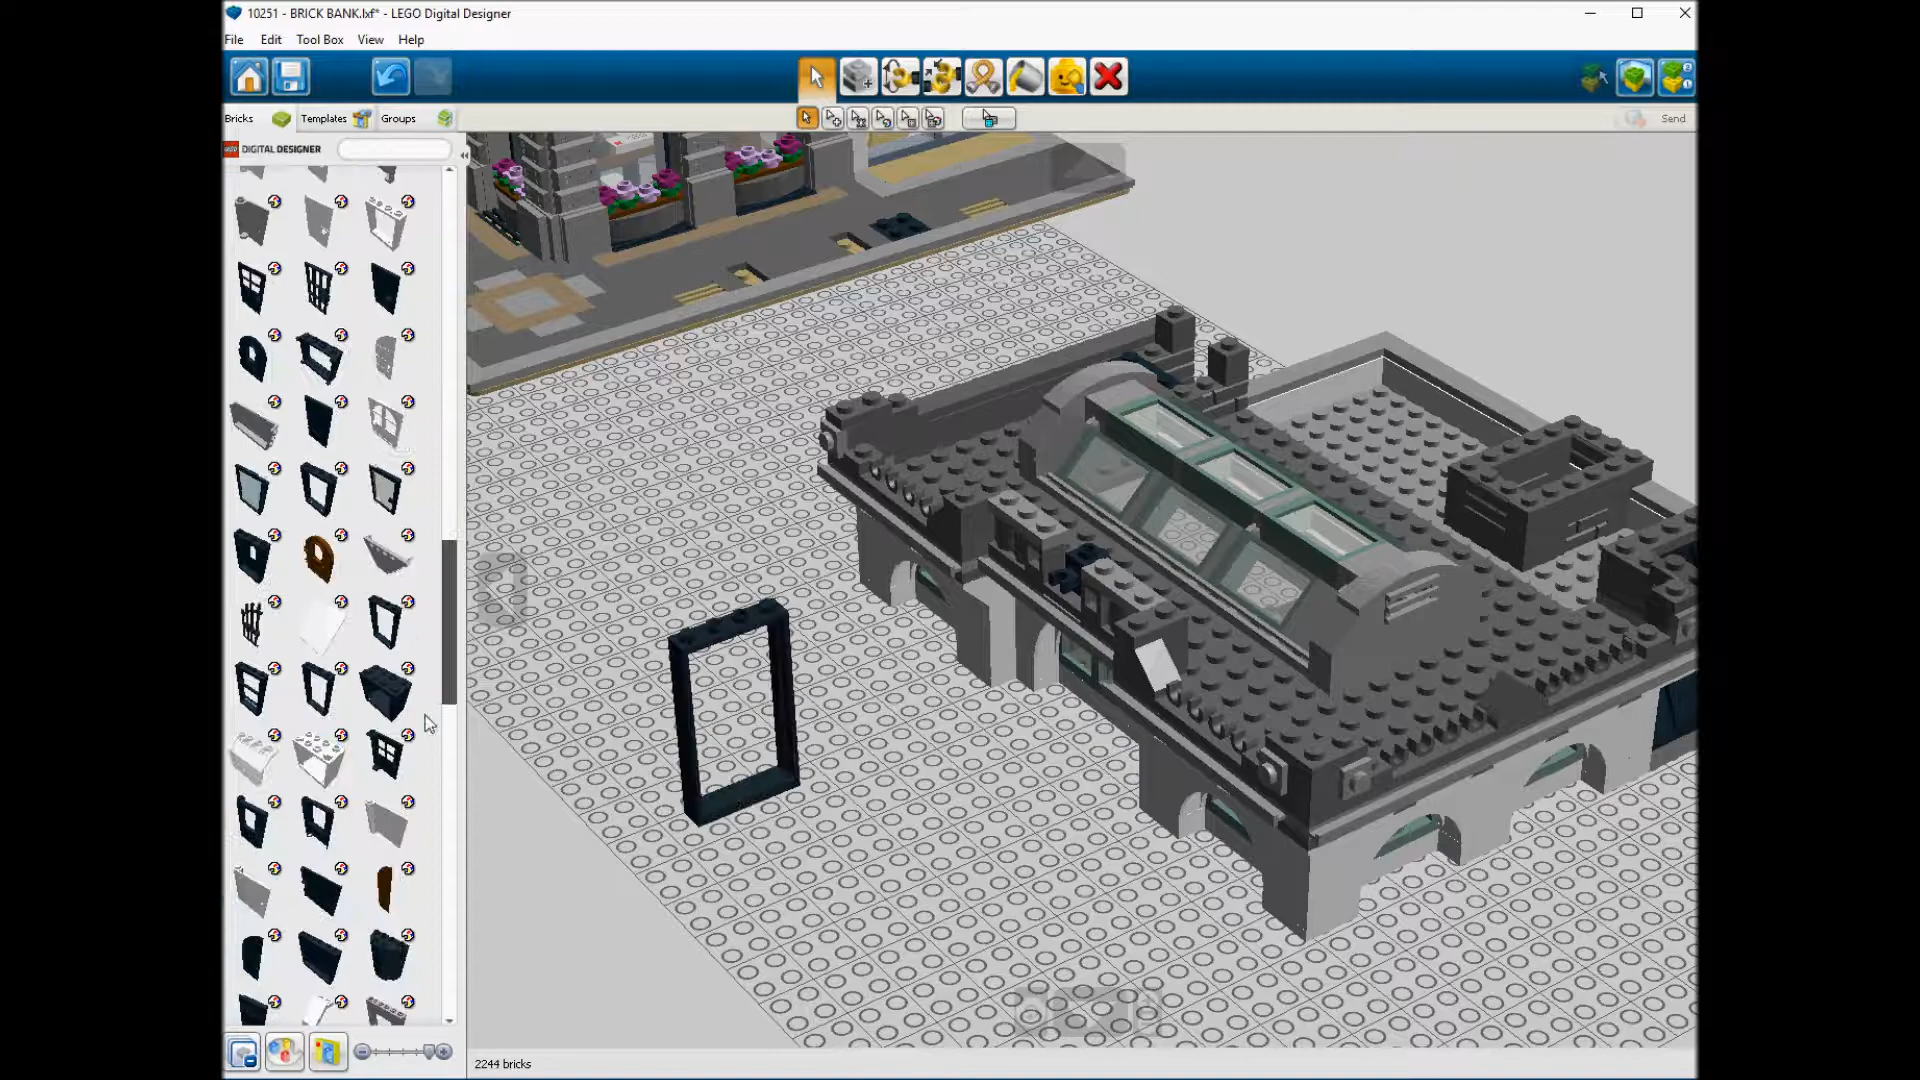 10251 - BRICK BANK.lxf* - LEGO Digital Designer
File Edit Tool Box View Help
Bricks Templates Groups Send
DIGITAL DESIGNER
2244 bricks